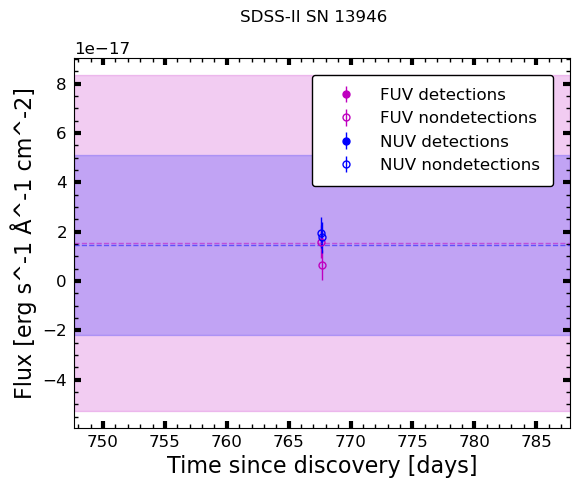 SDSS-II SN 13946
1e−17
8
6
4
2
0
−2
−4
FUV detections
FUV nondetections
NUV detections
NUV nondetections
Flux [erg s^-1 Å^-1 cm^-2]
750 755 760 765 770 775 780 785
Time since discovery [days]